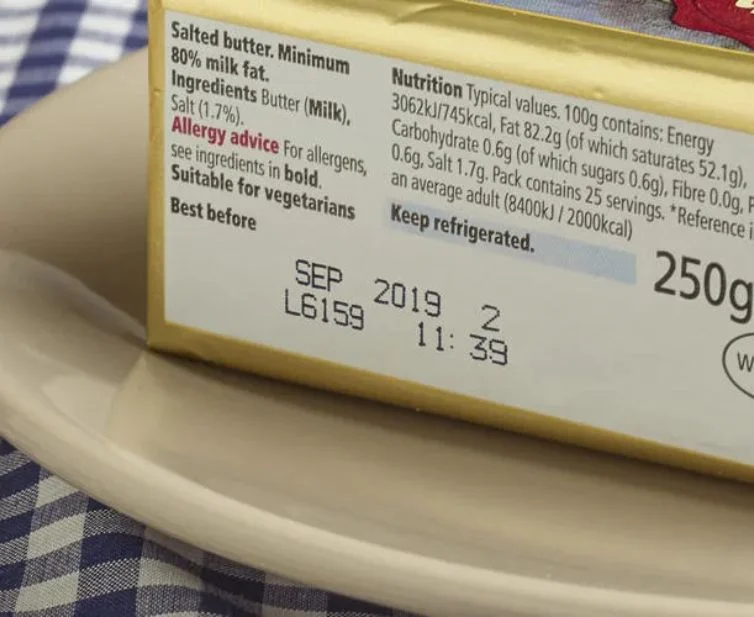 Salted butter. Minimum
80% milk fat.
Ingredients Butter (Milk),
Salt (1.7%).
Allergy advice For allergens,
see ingredients in bold.
Suitable for vegetarians
Best before
Nutrition Typical values. 100g contains: Energy
3062kJ/745kcal, Fat 82.2g (of which saturates 52.1g),
Carbohydrate 0.6g (of which sugars 0.6g), Fibre 0.0g,
0.6g, Salt 1.7g. Pack contains 25 servings. *Reference
an average adult (8400kJ / 2000kcal)
Keep refrigerated.
250g
SEP 2019 2
L6159 11: 39